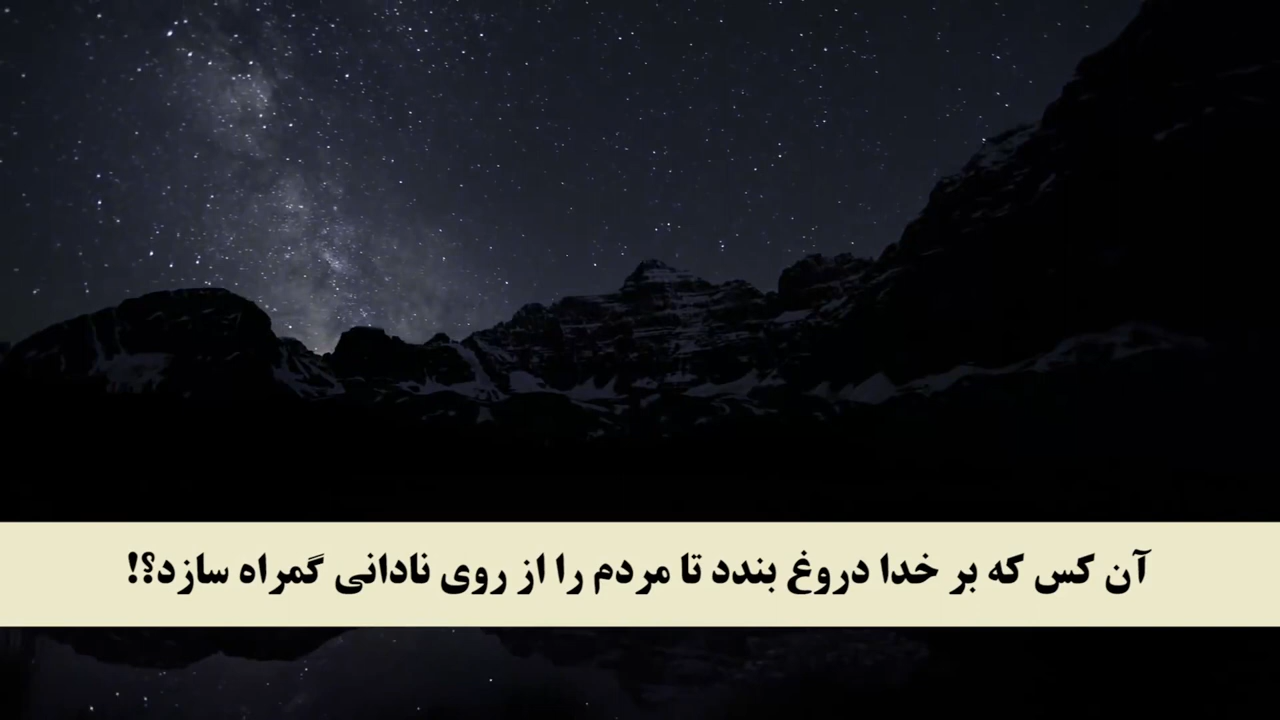 آن کس که بر خدا دروغ بندد تا مردم را از روی نادانی گمراه سازد؟!